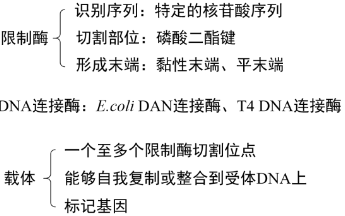 识别序列：特定的核苷酸序列
限制酶 切割部位：磷酸二酯键
形成末端：黏性末端、平末端
DNA连接酶：E.coli DAN连接酶、T4 DNA连接酶
一个至多个限制酶切割位点
载体 能够自我复制或整合到受体DNA上
标记基因